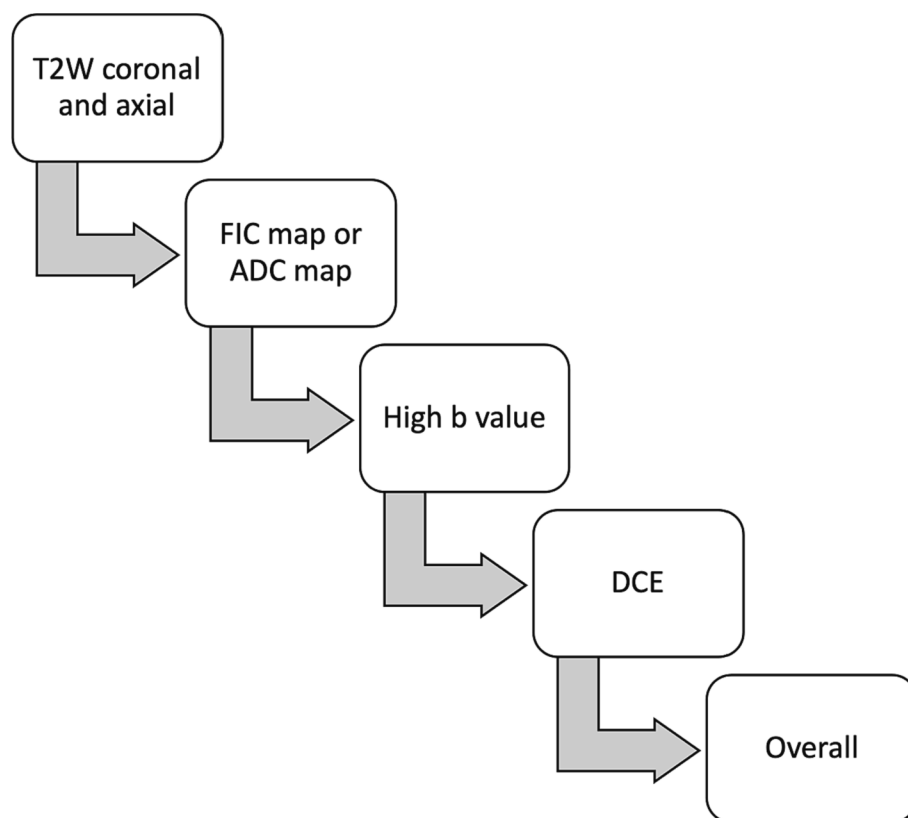 T2W coronal
and axial
FIC map or
ADC map
High b value
DCE
Overall